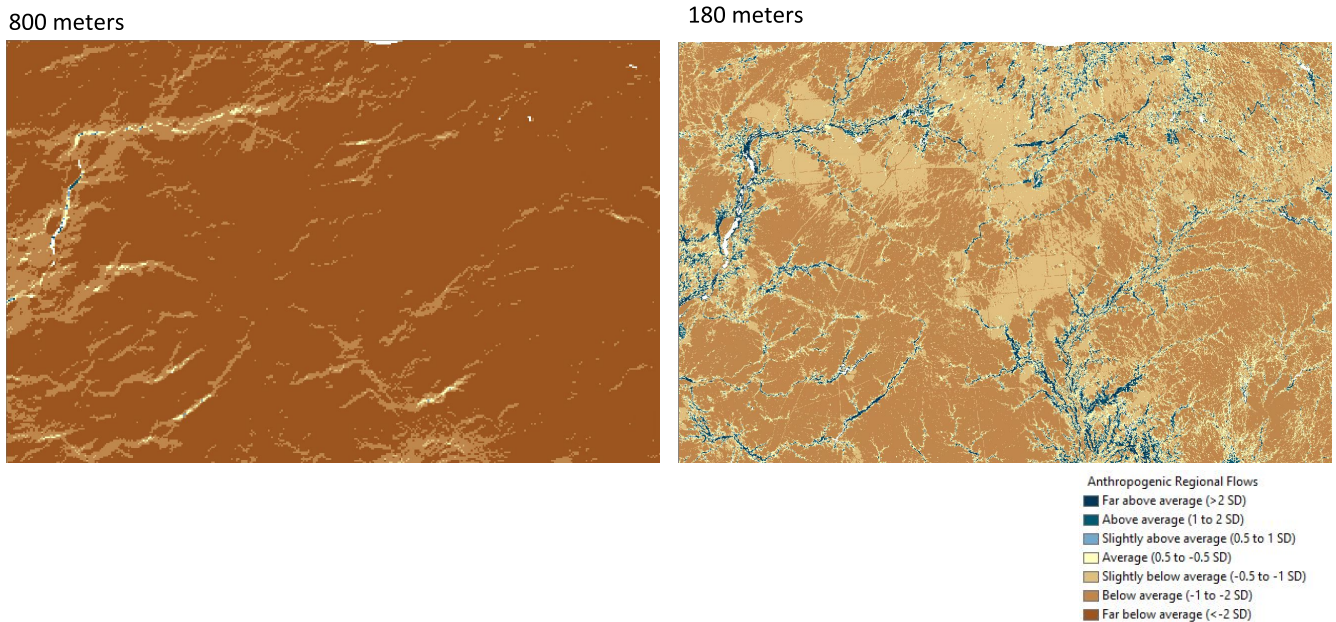 800 meters
180 meters
Anthropogenic Regional Flows
Far above average (>2 SD)
Above average (1 to 2 SD)
Slightly above average (0.5 to 1 SD)
Average (0.5 to -0.5 SD)
Slightly below average (-0.5 to -1 SD)
Below average (-1 to -2 SD)
Far below average (<-2 SD)